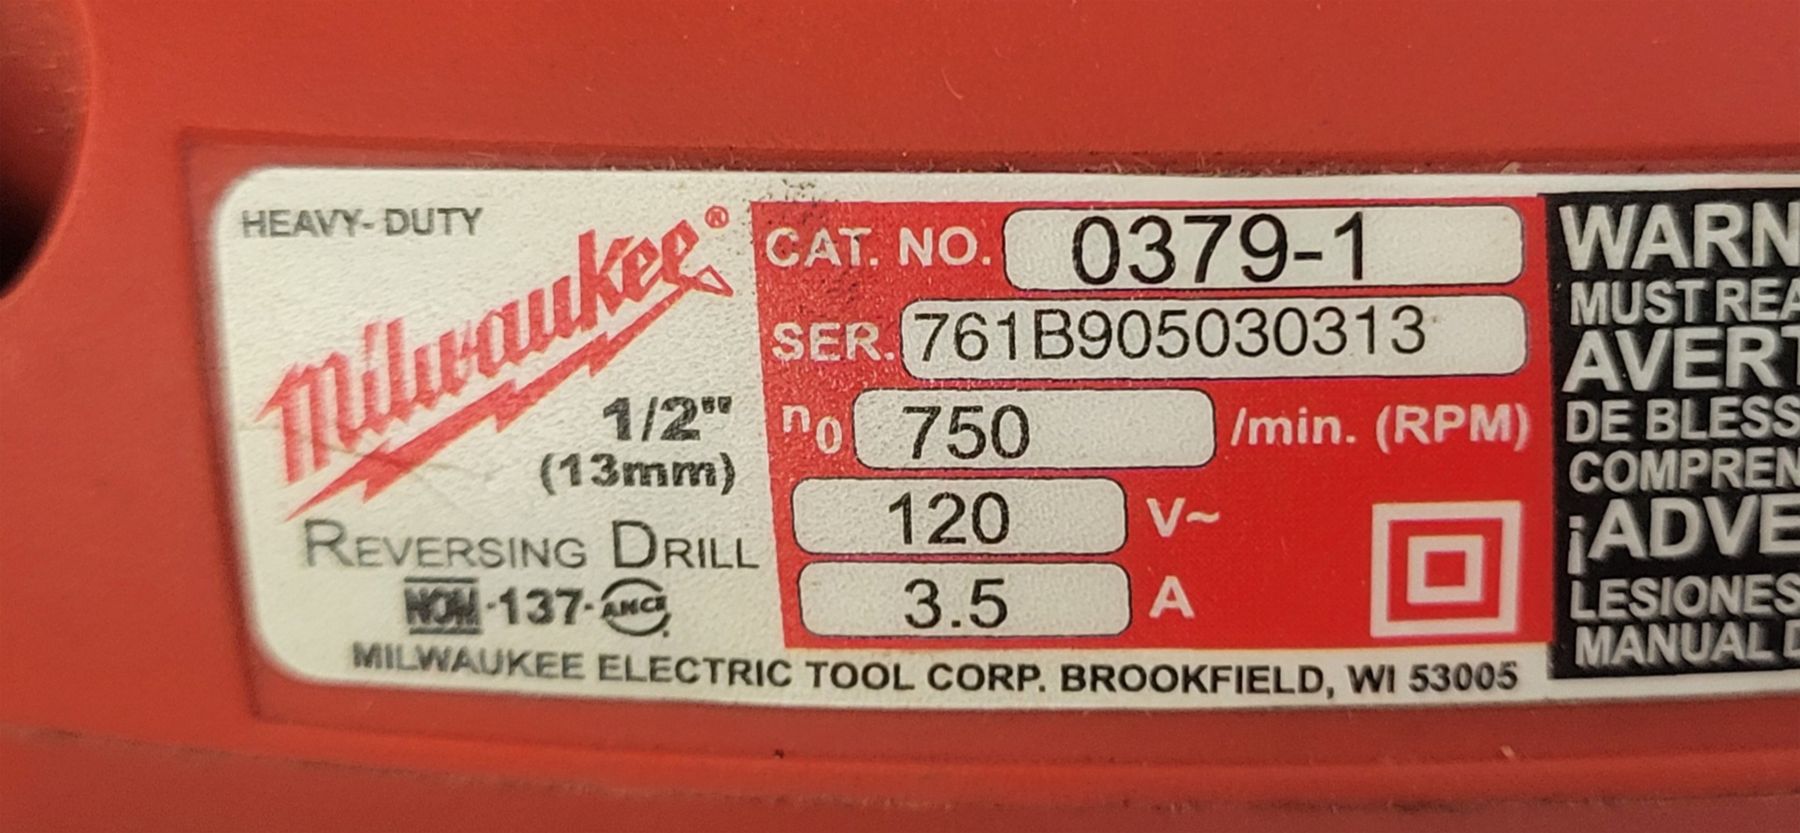 HEAVY-DUTY
Milwaukee®
1/2"
(13mm)
REVERSING DRILL
NOM-137-ANCE
CAT. NO. 0379-1
SER. 761B905030313
n0 750 /min. (RPM)
120 V~
3.5 A
MILWAUKEE ELECTRIC TOOL CORP. BROOKFIELD, WI 53005
WARN
MUST REA
AVERT
DE BLESS
COMPREN
¡ADVE
LESIONES
MANUAL D